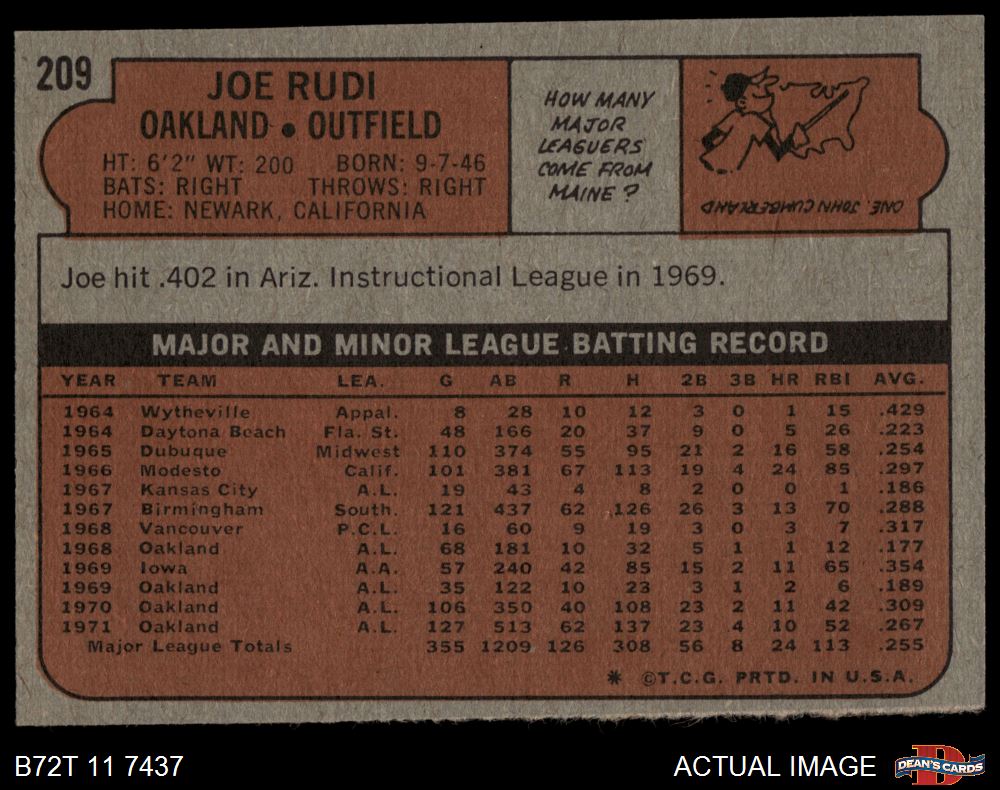 209
JOE RUDI
OAKLAND • OUTFIELD
HT: 6'2" WT: 200 BORN: 9-7-46
BATS: RIGHT THROWS: RIGHT
HOME: NEWARK, CALIFORNIA
HOW MANY
MAJOR
LEAGUERS
COME FROM
MAINE?
ONE. JOHN CUMBERLAND
Joe hit .402 in Ariz. Instructional League in 1969.
MAJOR AND MINOR LEAGUE BATTING RECORD
YEAR TEAM LEA. G AB R H 2B 3B HR RBI AVG.
1964 Wytheville Appal. 8 28 10 12 3 0 1 15 .429
1964 Daytona Beach Fla. St. 48 166 20 37 9 0 5 26 .223
1965 Dubuque Midwest 110 374 55 95 21 2 16 58 .254
1966 Modesto Calif. 101 381 67 113 19 4 24 85 .297
1967 Kansas City A.L. 19 43 4 8 2 0 0 1 .186
1967 Birmingham South. 121 437 62 126 26 3 13 70 .288
1968 Vancouver P.C.L. 16 60 9 19 3 0 3 7 .317
1968 Oakland A.L. 68 181 10 32 5 1 1 12 .177
1969 Iowa A.A. 57 240 42 85 15 2 11 65 .354
1969 Oakland A.L. 35 122 10 23 3 1 2 6 .189
1970 Oakland A.L. 106 350 40 108 23 2 11 42 .309
1971 Oakland A.L. 127 513 62 137 23 4 10 52 .267
Major League Totals 355 1209 126 308 56 8 24 113 .255
* ©T.C.G. PRTD. IN U.S.A.
B72T 11 7437
ACTUAL IMAGE
DEAN'S CARDS